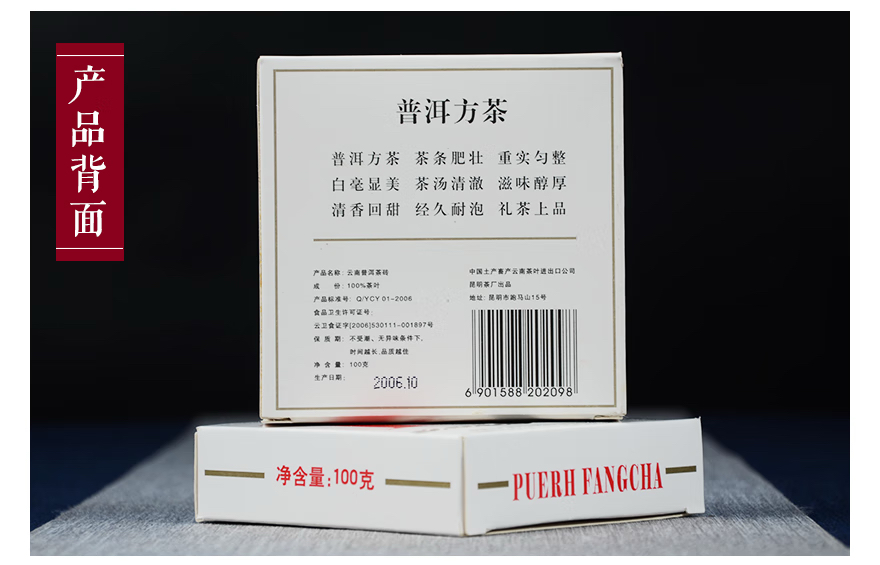 产品背面
普洱方茶
普洱方茶 茶条肥壮 重实匀整
白毫显美 茶汤清澈 滋味醇厚
清香回甜 经久耐泡 礼茶上品
产品名称: 云南普洱茶砖
成 份: 100%茶叶
产品标准号: Q/YCY 01-2006
食品卫生许可证号:
云卫食证字[2006]530111-001897号
保 质 期: 不受潮、无异味条件下,
时间越长,品质越佳
净 含 量: 100克
生产日期: 2006.10
中国土产畜产云南茶叶进出口公司
昆明茶厂出品
地址: 昆明市跑马山15号
6 901588 202098
净含量:100克
PUERH FANGCHA